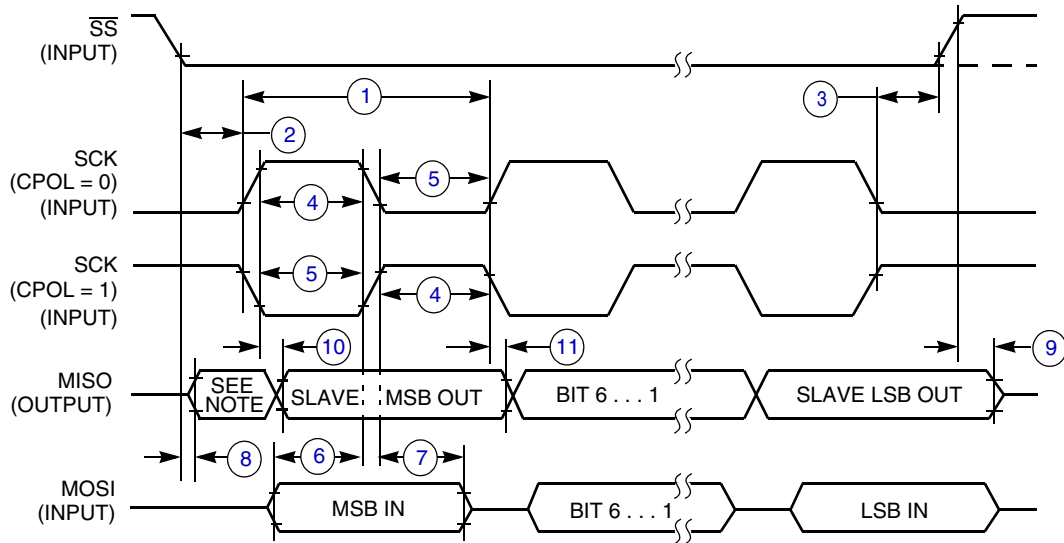 SS
(INPUT)
1
3
2
SCK
(CPOL = 0)
(INPUT)
5
4
SCK
(CPOL = 1)
(INPUT)
5
4
10
11
9
MISO
(OUTPUT)
SEE
NOTE
SLAVE
MSB OUT
BIT 6 . . . 1
SLAVE LSB OUT
8
6
7
MOSI
(INPUT)
MSB IN
BIT 6 . . . 1
LSB IN